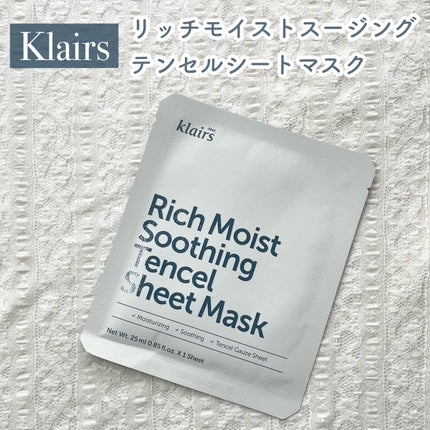 Klairs
リッチモイストスージング
テンセルシートマスク
dear,
klairs
Rich Moist
Soothing
Tencel
Sheet Mask
✓ Moisturizing ✓ Soothing ✓ Tencel Gauze Sheet
Net Wt. 25 ml 0.85 fl.oz. X 1 Sheet